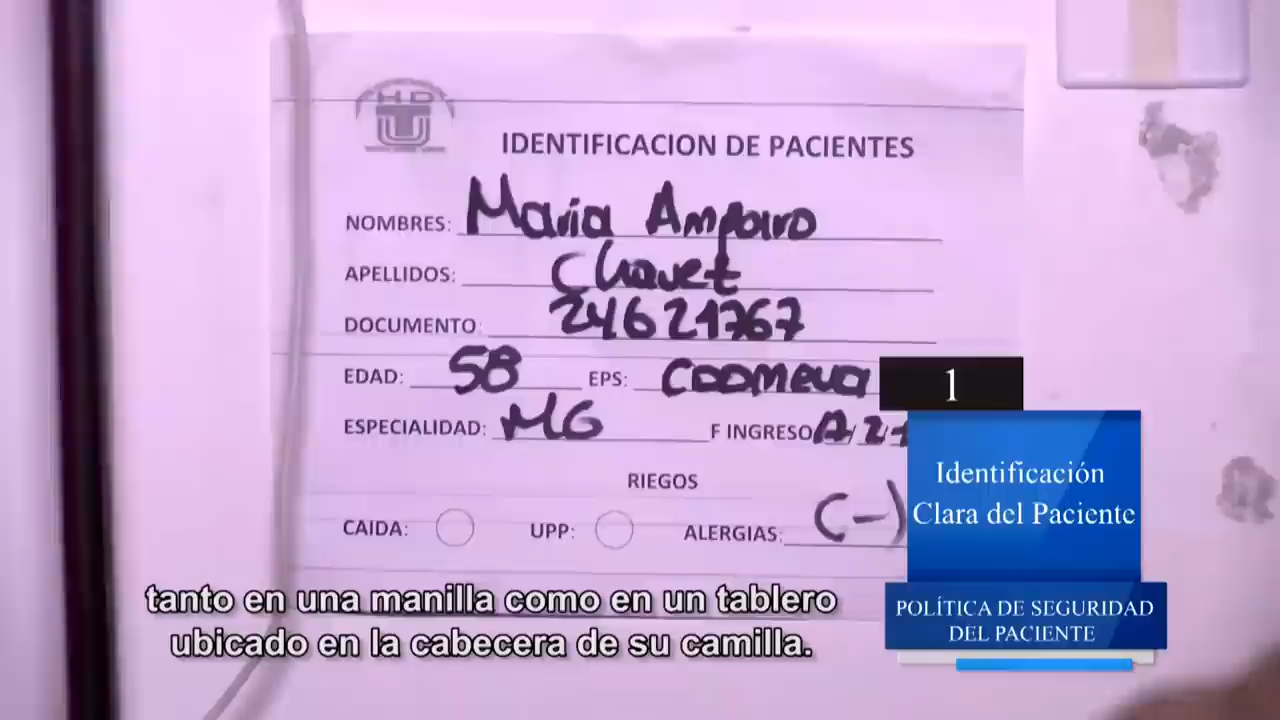 HD
IDENTIFICACION DE PACIENTES
NOMBRES: Maria Amparo
APELLIDOS: Chavet
DOCUMENTO: 24621767
EDAD: 58 EPS: Coomeva
ESPECIALIDAD: MG F INGRESO
RIEGOS
CAIDA: UPP: ALERGIAS: (-)
1
Identificación
Clara del Paciente
POLÍTICA DE SEGURIDAD
DEL PACIENTE
tanto en una manilla como en un tablero
ubicado en la cabecera de su camilla.